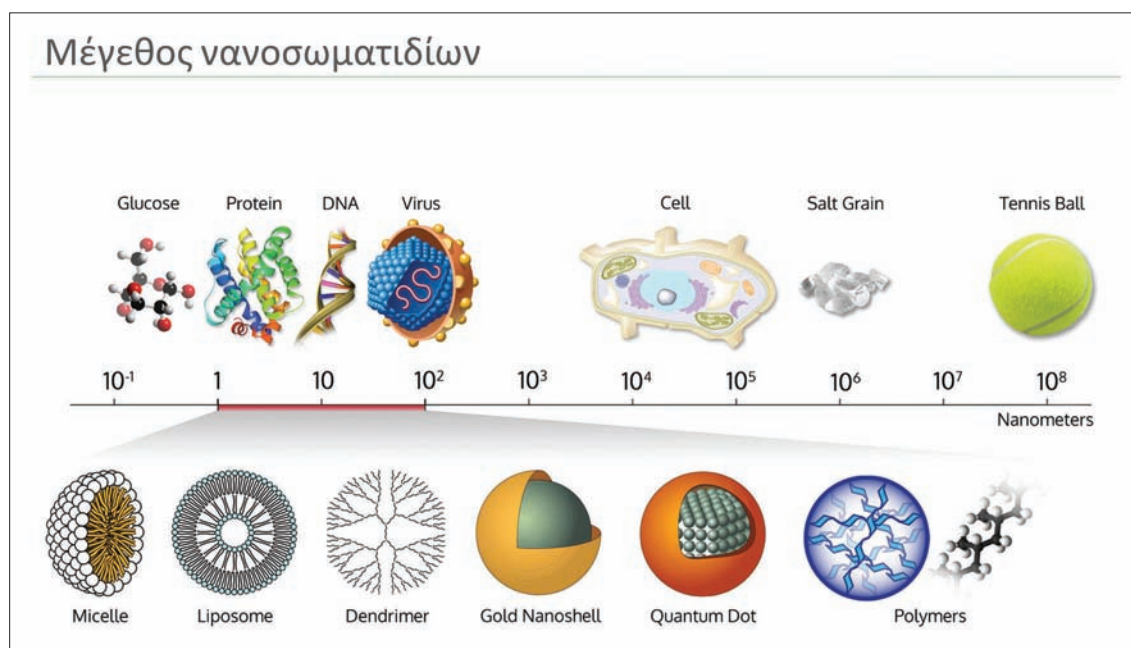 Μέγεθος νανοσωματιδίων
Glucose Protein DNA Virus Cell Salt Grain Tennis Ball
10⁻¹ 1 10 10² 10³ 10⁴ 10⁵ 10⁶ 10⁷ 10⁸
Nanometers
Micelle Liposome Dendrimer Gold Nanoshell Quantum Dot Polymers